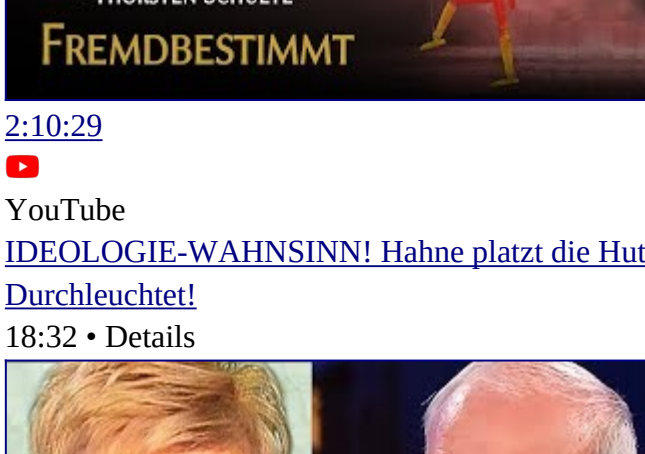 FREMDBESTIMMT
2:10:29
YouTube
IDEOLOGIE-WAHNSINN! Hahne platzt die Hut
Durchleuchtet!
18:32 • Details